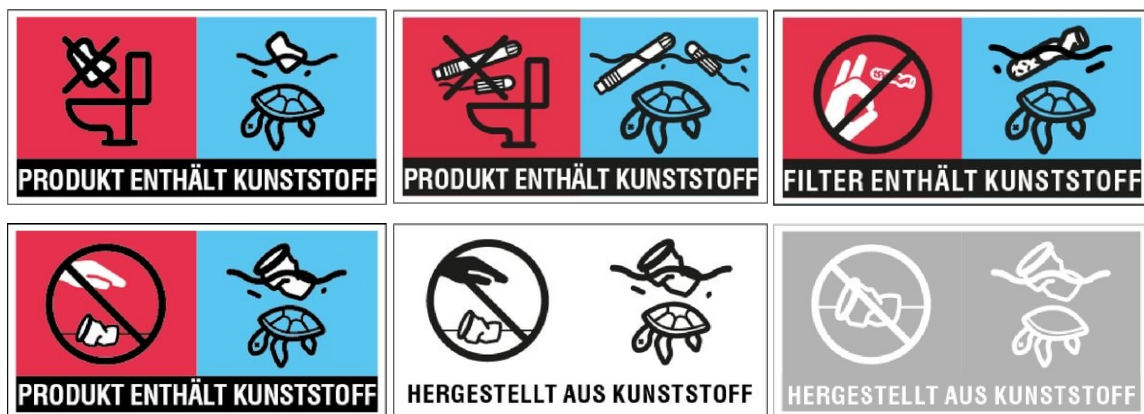 PRODUKT ENTHÄLT KUNSTSTOFF
PRODUKT ENTHÄLT KUNSTSTOFF
FILTER ENTHÄLT KUNSTSTOFF
PRODUKT ENTHÄLT KUNSTSTOFF
HERGESTELLT AUS KUNSTSTOFF
HERGESTELLT AUS KUNSTSTOFF